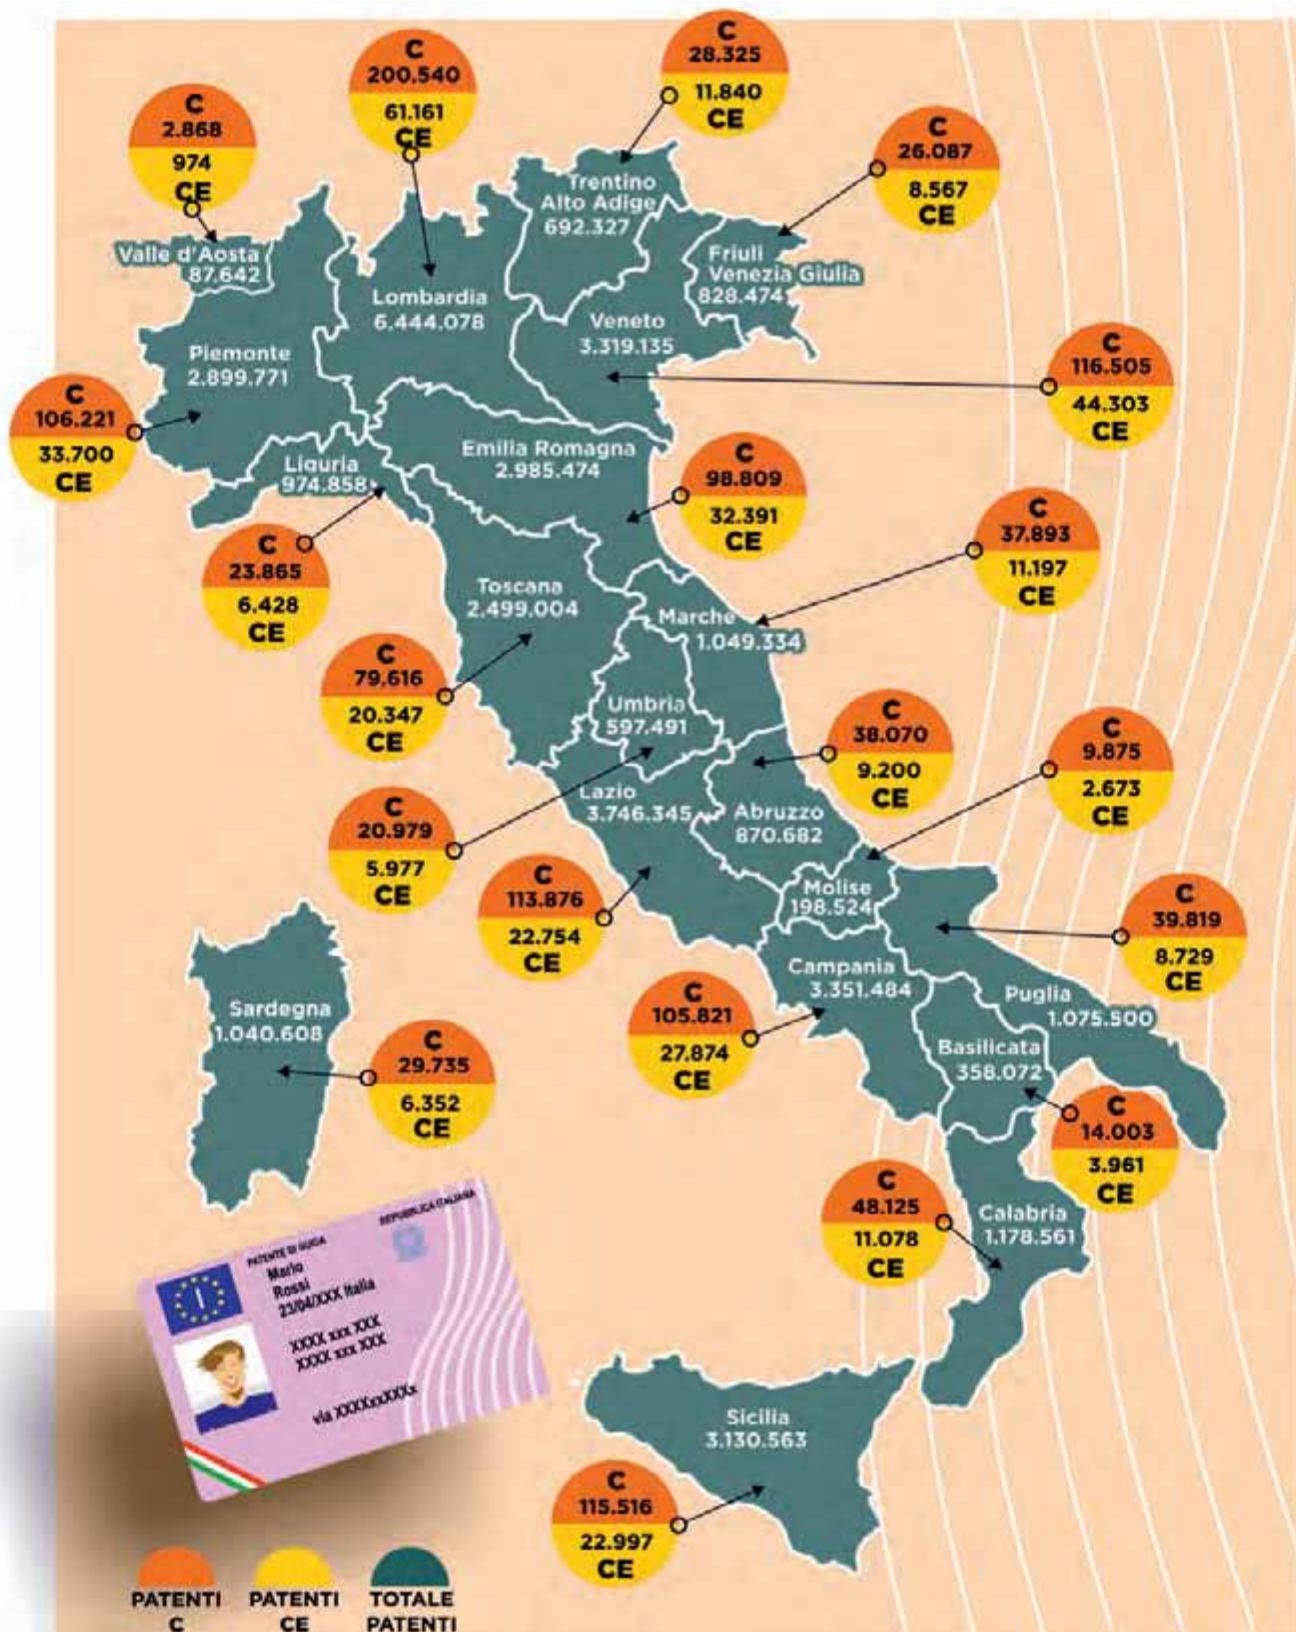 C
28.325
11.840
CE
C
200.540
61.161
CE
C
2.868
974
CE
C
26.087
8.567
CE
Trentino
Alto Adige
692.327
Valle d'Aosta
87.642
Friuli
Venezia Giulia
828.474
Lombardia
6.444.078
Veneto
3.319.135
Piemonte
2.899.771
C
116.505
44.303
CE
C
106.221
33.700
CE
Emilia Romagna
2.985.474
Liguria
974.858
C
98.809
32.391
CE
C
37.893
11.197
CE
C
23.865
6.428
CE
Toscana
2.499.004
Marche
1.049.334
C
79.616
20.347
CE
Umbria
597.491
C
38.070
9.200
CE
C
9.875
2.673
CE
Lazio
3.746.345
Abruzzo
870.682
C
20.979
5.977
CE
C
113.876
22.754
CE
Molise
198.524
C
39.819
8.729
CE
Campania
3.351.484
Puglia
1.075.500
Sardegna
1.040.608
C
105.821
27.874
CE
Basilicata
358.072
C
29.735
6.352
CE
C
14.003
3.961
CE
C
48.125
11.078
CE
Calabria
1.178.561
REPUBBLICA ITALIANA
PATENTE DI GUIDA
Mario
Rossi
23/04/XXX Italia
XXXX xxx XXX
XXXX xxx XXX
via XXXXxxXXXx
I
Sicilia
3.130.563
C
115.516
22.997
CE
PATENTI
C
PATENTI
CE
TOTALE
PATENTI